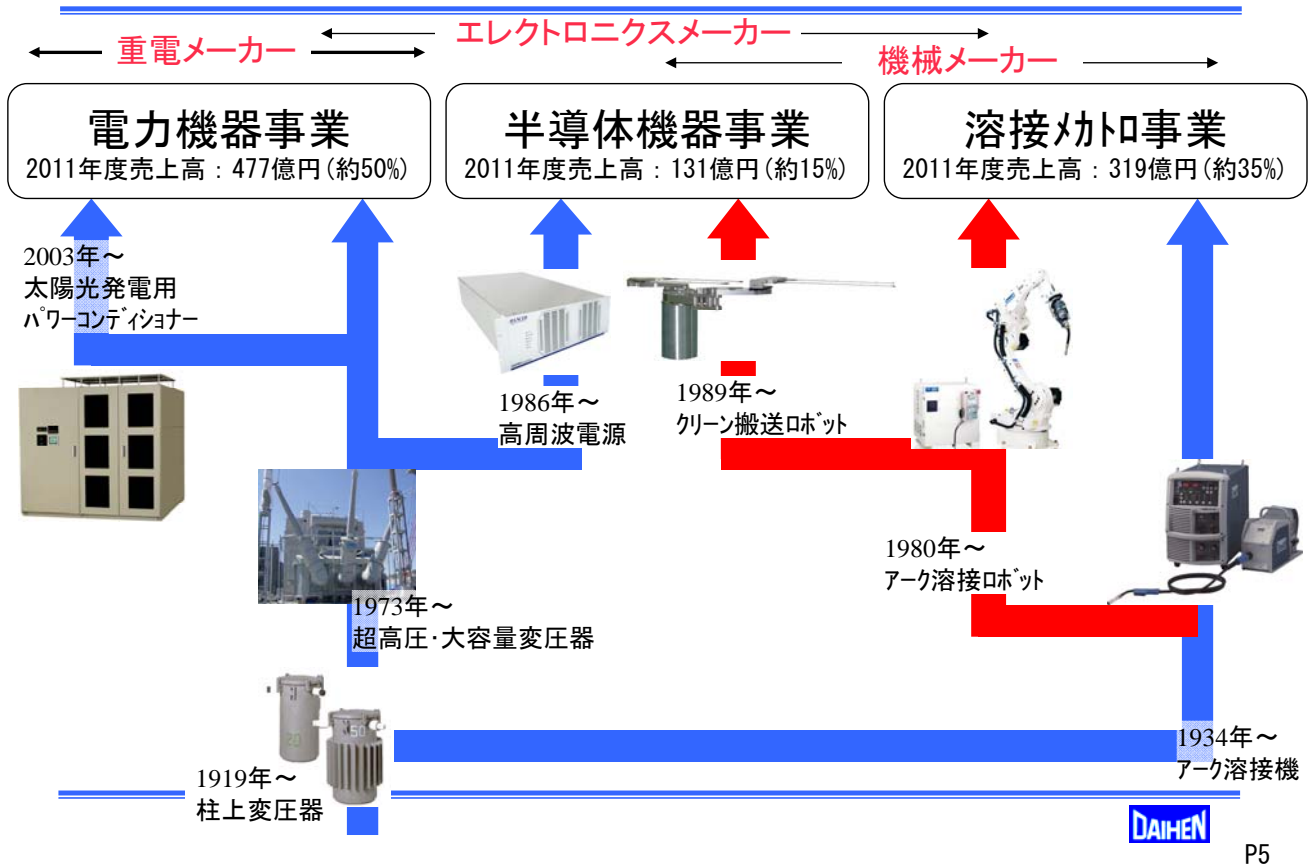 エレクトロニクスメーカー
重電メーカー
機械メーカー
電力機器事業
2011年度売上高：477億円(約50%)
半導体機器事業
2011年度売上高：131億円(約15%)
溶接ﾒｶﾄﾛ事業
2011年度売上高：319億円(約35%)
2003年～
太陽光発電用
ﾊﾟﾜｰｺﾝﾃﾞｨｼｮﾅｰ
1986年～
高周波電源
1989年～
ｸﾘｰﾝ搬送ﾛﾎﾞｯﾄ
1980年～
ｱｰｸ溶接ﾛﾎﾞｯﾄ
1973年～
超高圧･大容量変圧器
20
50
1919年～
柱上変圧器
1934年～
ｱｰｸ溶接機
DAIHEN
P5